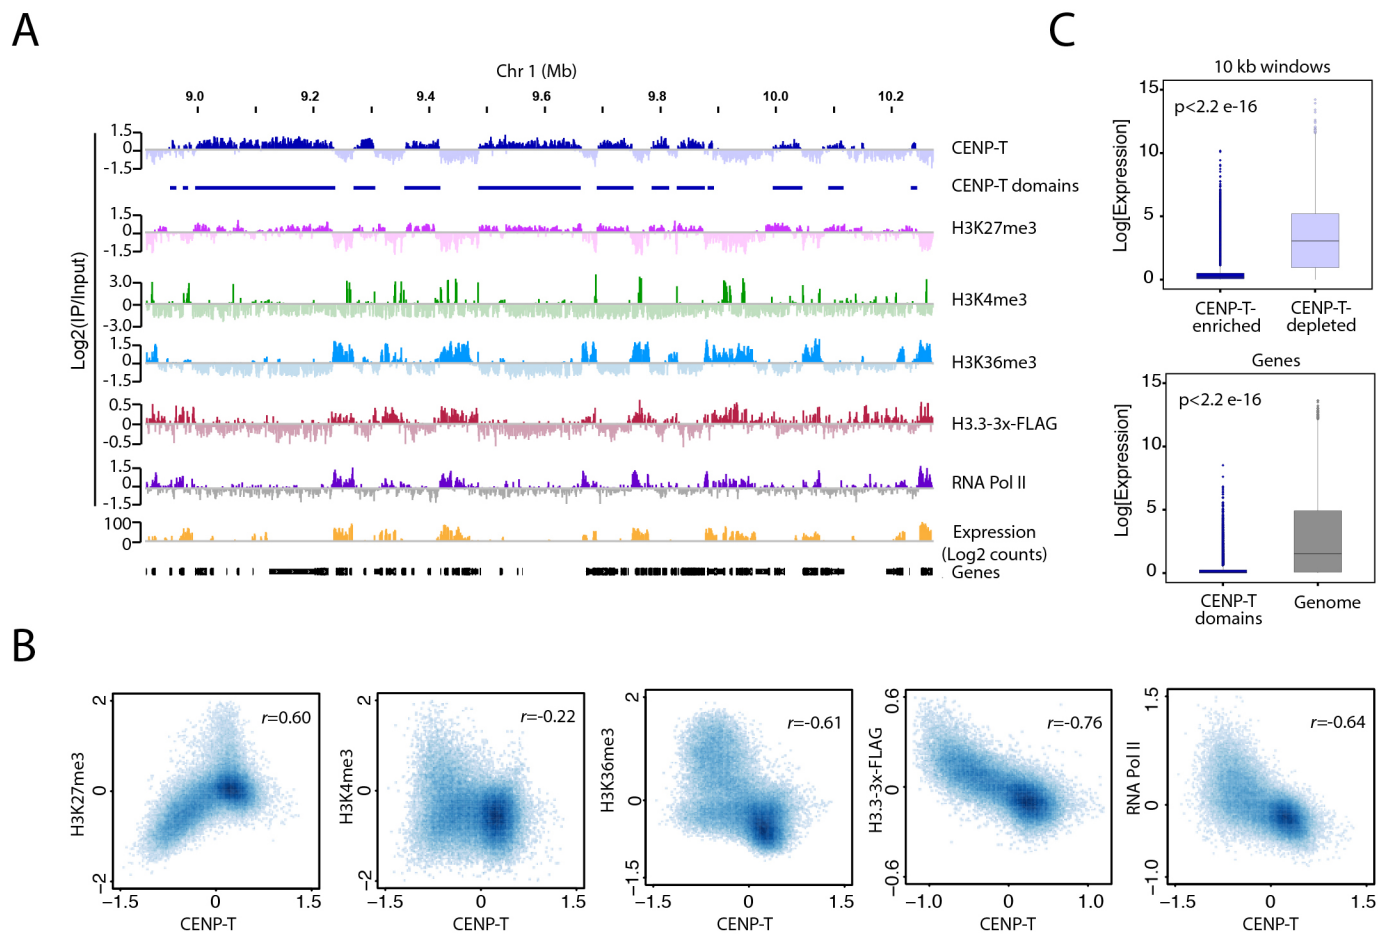 A
C
Chr 1 (Mb)
9.0 9.2 9.4 9.6 9.8 10.0 10.2
Log2(IP/Input)
1.5
0
-1.5
CENP-T
CENP-T domains
1.5
0
-1.5
H3K27me3
3.0
0
-3.0
H3K4me3
1.5
0
-1.5
H3K36me3
0.5
0
-0.5
H3.3-3x-FLAG
1.5
0
-1.5
RNA Pol II
100
0
Expression
(Log2 counts)
Genes
10 kb windows
p<2.2 e-16
Log[Expression]
15
10
5
0
CENP-T-
enriched
CENP-T-
depleted
Genes
p<2.2 e-16
Log[Expression]
15
10
5
0
CENP-T
domains
Genome
B
H3K27me3
2
0
−2
r=0.60
−1.5 0 1.5
CENP-T
H3K4me3
2
0
−2
r=-0.22
−1.5 0 1.5
CENP-T
H3K36me3
2
0
−1.5
r=-0.61
−1.5 0 1.5
CENP-T
H3.3-3x-FLAG
0.6
0
−0.6
r=-0.76
−1.0 0 1.0
CENP-T
RNA Pol II
1.5
0
−1.0
r=-0.64
−1.5 0 1.5
CENP-T